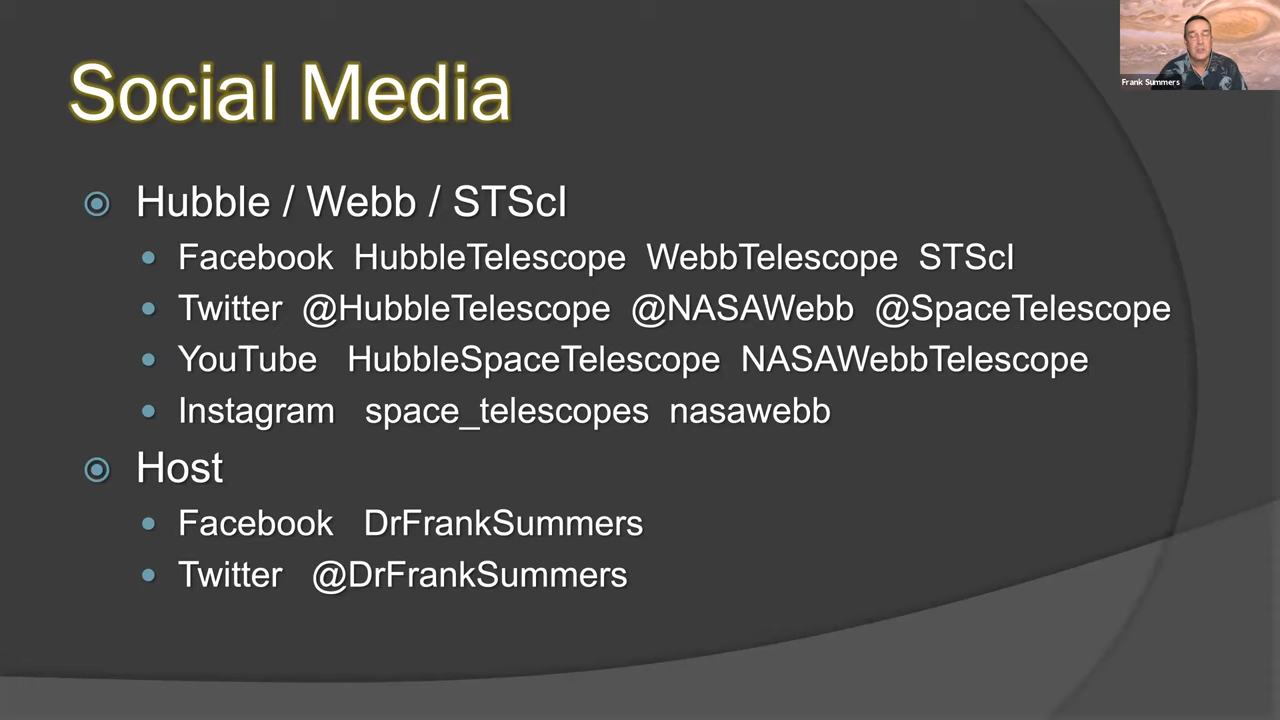 Social Media
Frank Summers
Hubble / Webb / STScI
Facebook HubbleTelescope WebbTelescope STScI
Twitter @HubbleTelescope @NASAWebb @SpaceTelescope
YouTube HubbleSpaceTelescope NASAWebbTelescope
Instagram space_telescopes nasawebb
Host
Facebook DrFrankSummers
Twitter @DrFrankSummers